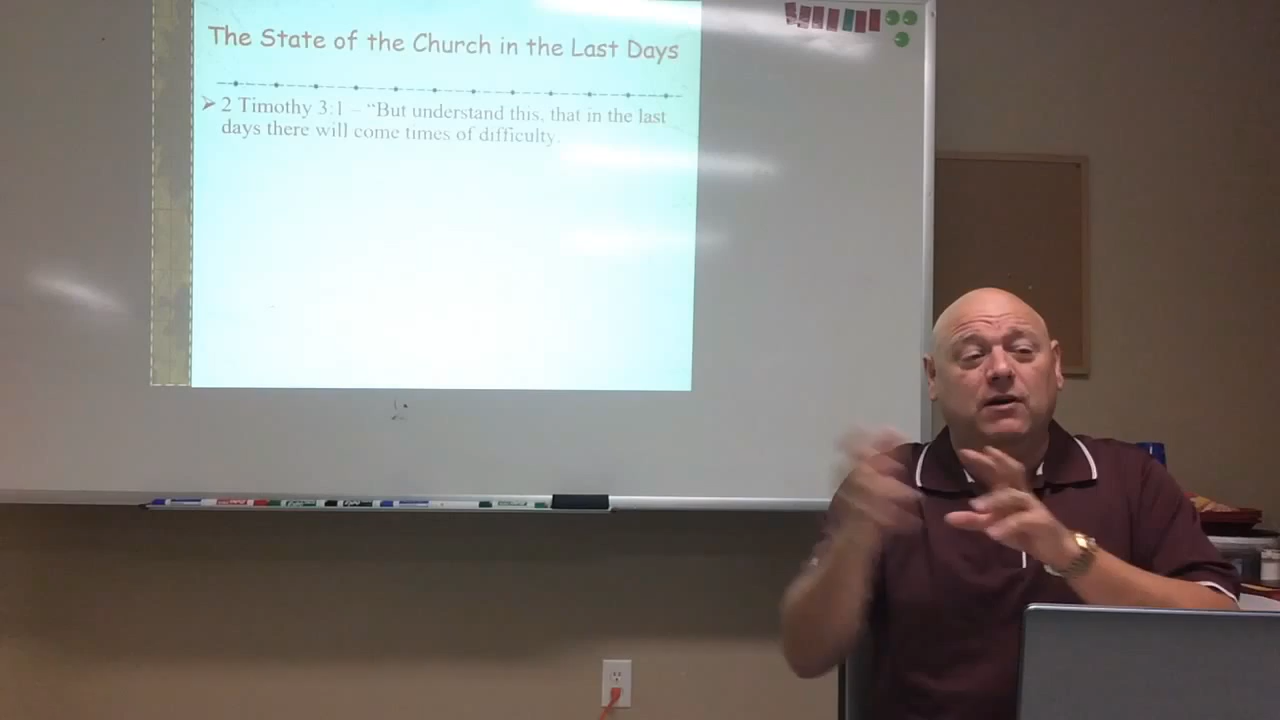 The State of the Church in the Last Days
➢ 2 Timothy 3:1 – “But understand this, that in the last
days there will come times of difficulty.